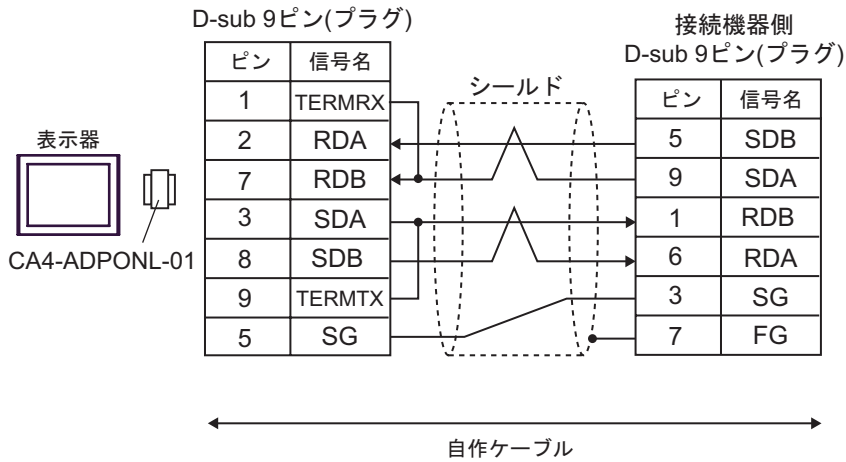 D-sub 9ピン(プラグ)
ピン 信号名
1 TERMRX
2 RDA
7 RDB
3 SDA
8 SDB
9 TERMTX
5 SG
表示器
CA4-ADPONL-01
シールド
接続機器側
D-sub 9ピン(プラグ)
ピン 信号名
5 SDB
9 SDA
1 RDB
6 RDA
3 SG
7 FG
自作ケーブル